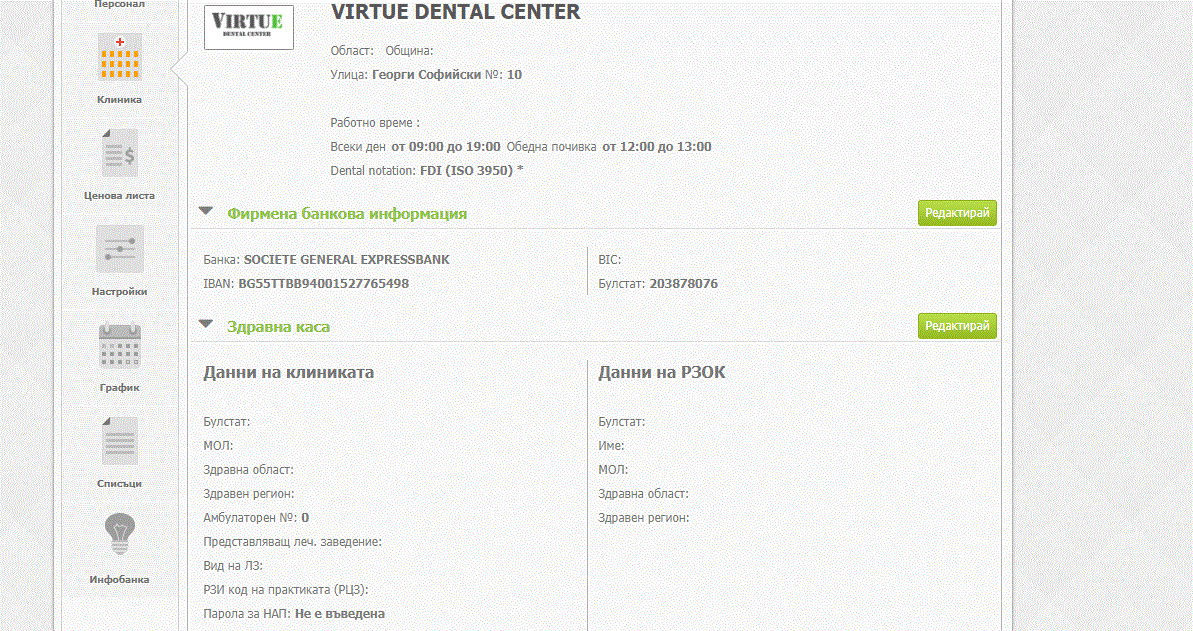 Персонал
Клиника
Ценова листа
Настройки
График
Списъци
Инфобанка
VIRTUE
DENTAL CENTER
VIRTUE DENTAL CENTER
Област: Община:
Улица: Георги Софийски №: 10
Работно време :
Всеки ден от 09:00 до 19:00 Обедна почивка от 12:00 до 13:00
Dental notation: FDI (ISO 3950) *
Фирмена банкова информация
Редактирай
Банка: SOCIETE GENERAL EXPRESSBANK
IBAN: BG55TTBB94001527765498
BIC:
Булстат: 203878076
Здравна каса
Редактирай
Данни на клиниката
Булстат:
МОЛ:
Здравна област:
Здравен регион:
Амбулаторен №: 0
Представляващ леч. заведение:
Вид на ЛЗ:
РЗИ код на практиката (РЦЗ):
Парола за НАП: Не е въведена
Данни на РЗОК
Булстат:
Име:
МОЛ:
Здравна област:
Здравен регион: